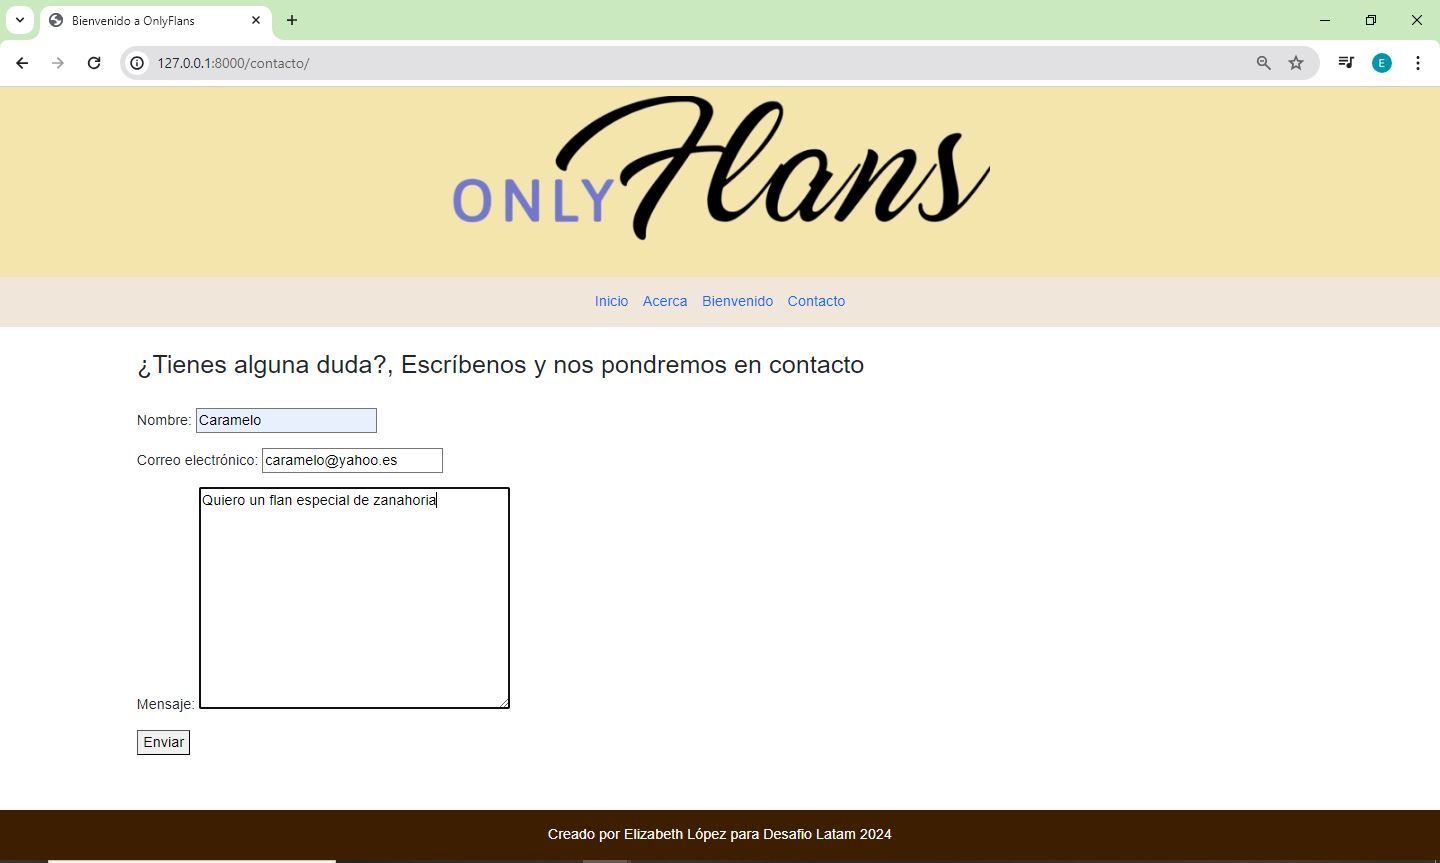 Bienvenido a OnlyFlans
127.0.0.1:8000/contacto/
E
ONLY Flans
Inicio Acerca Bienvenido Contacto
¿Tienes alguna duda?, Escríbenos y nos pondremos en contacto
Nombre: Caramelo
Correo electrónico: caramelo@yahoo.es
Quiero un flan especial de zanahoria
Mensaje:
Enviar
Creado por Elizabeth López para Desafio Latam 2024